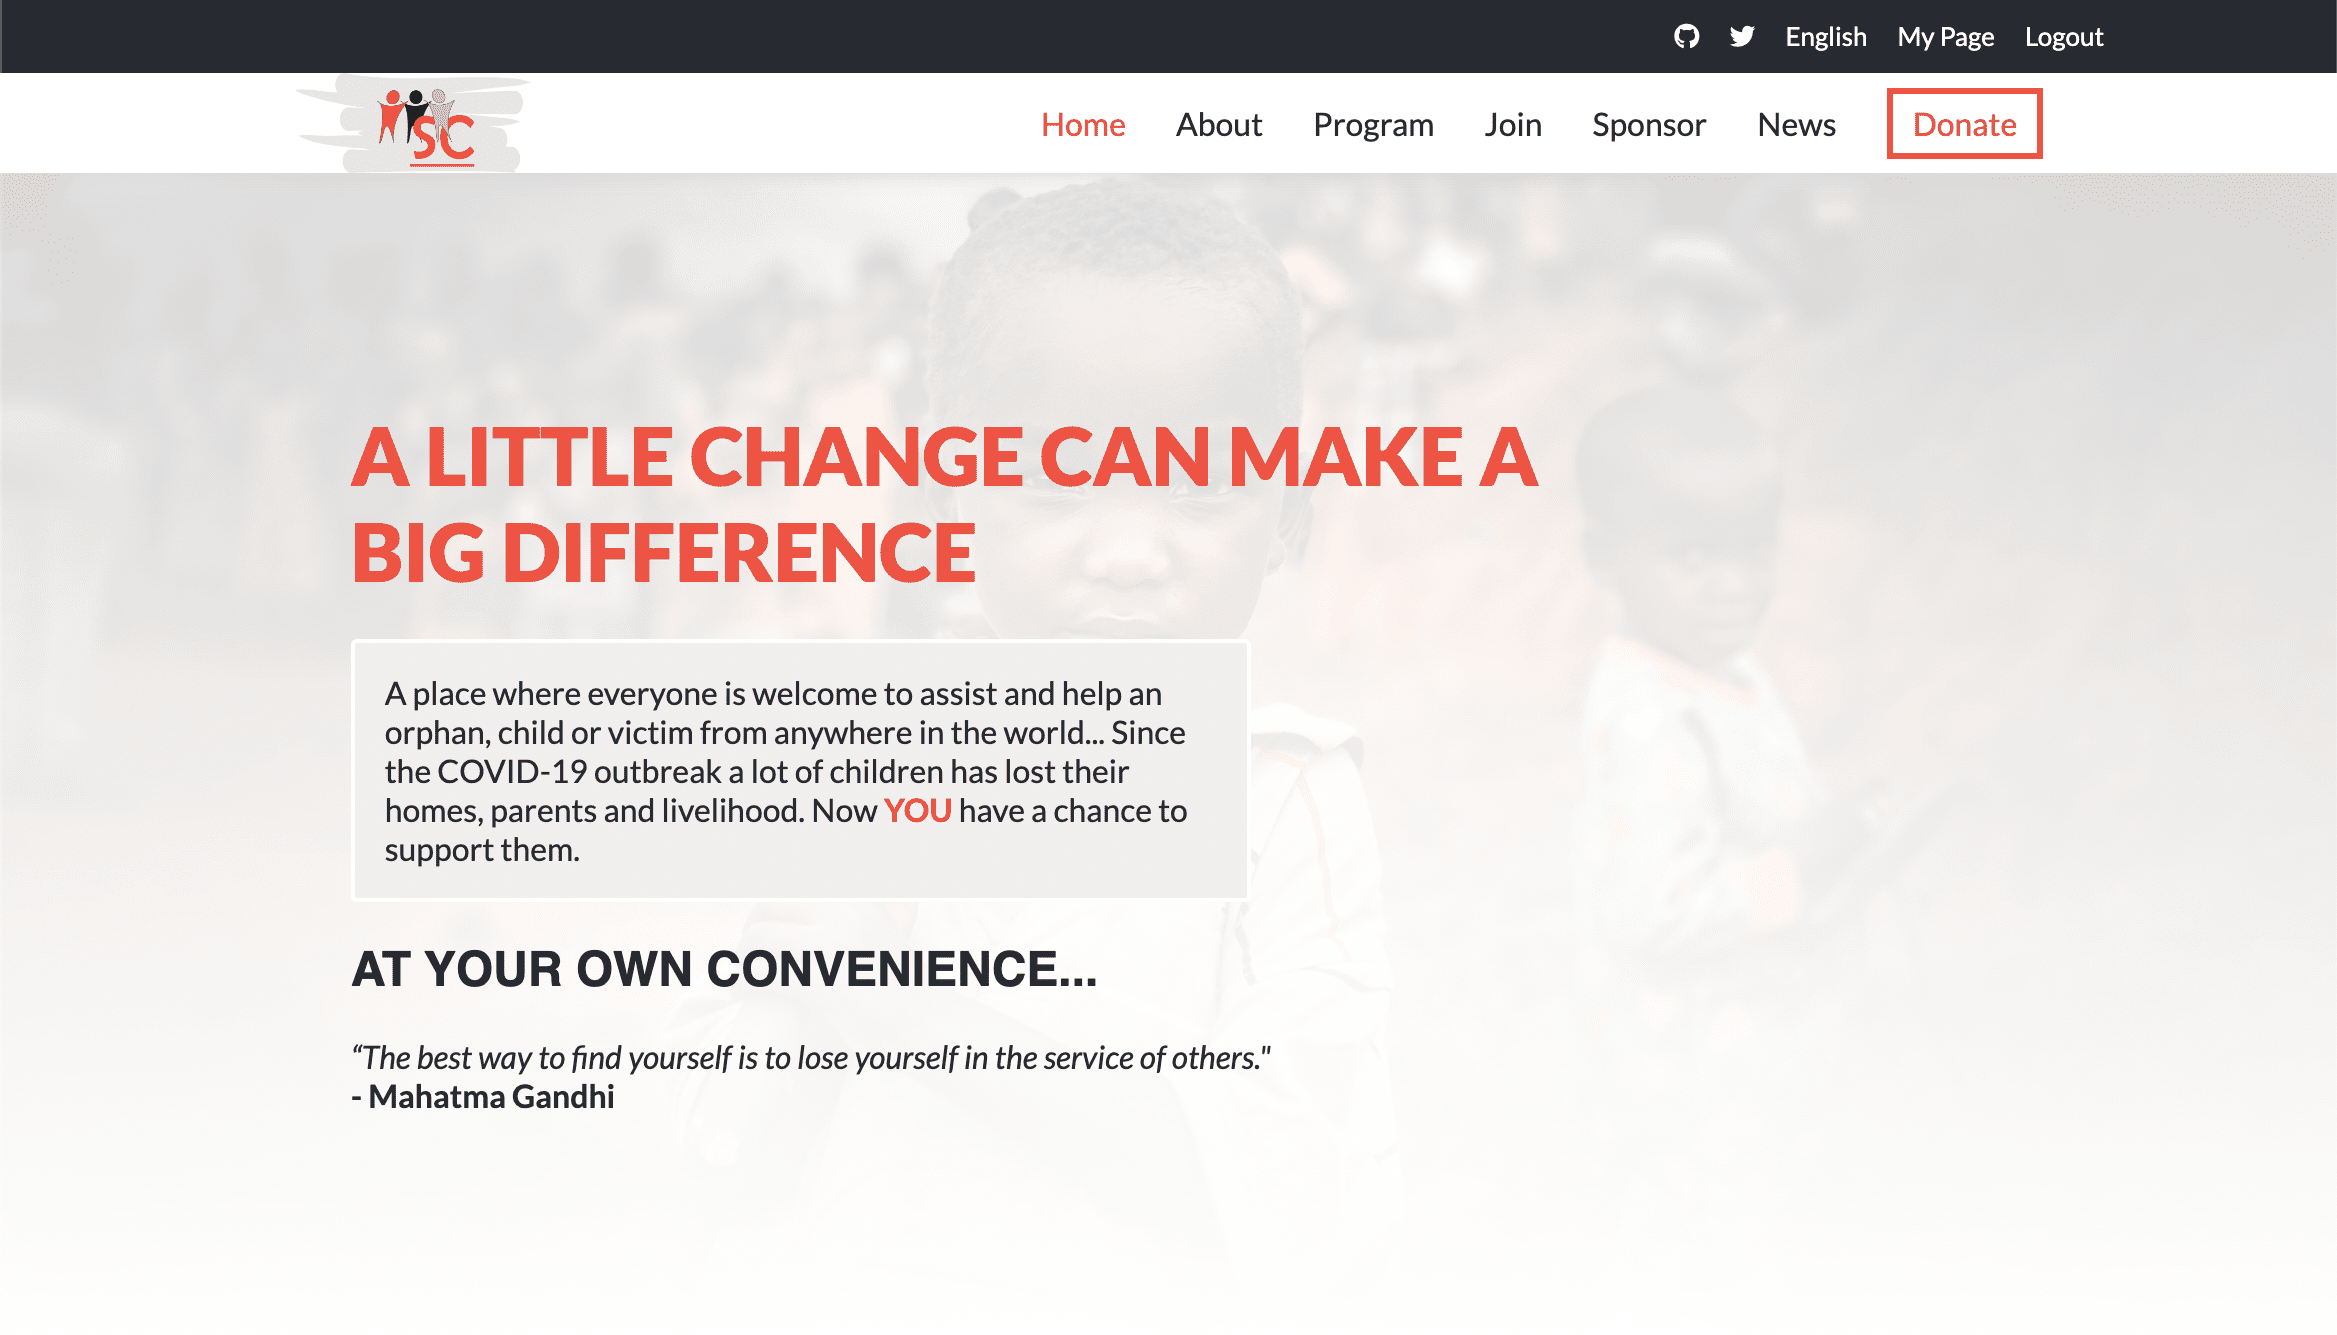 English My Page Logout
SC
Home About Program Join Sponsor News Donate
A LITTLE CHANGE CAN MAKE A
BIG DIFFERENCE
A place where everyone is welcome to assist and help an
orphan, child or victim from anywhere in the world... Since
the COVID-19 outbreak a lot of children has lost their
homes, parents and livelihood. Now YOU have a chance to
support them.
AT YOUR OWN CONVENIENCE...
“The best way to find yourself is to lose yourself in the service of others."
- Mahatma Gandhi